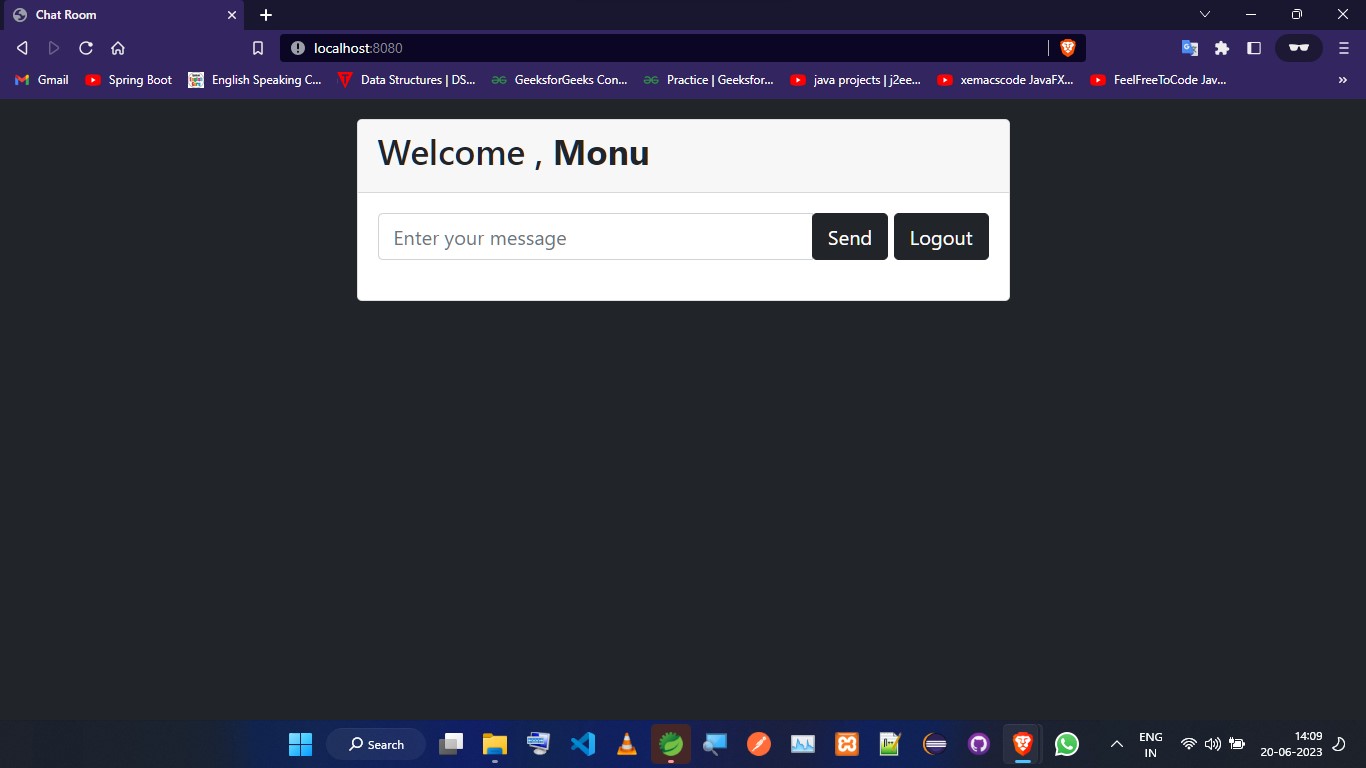 Chat Room
localhost:8080
Gmail
Spring Boot
English Speaking C...
Data Structures | DS...
GeeksforGeeks Con...
Practice | Geeksfor...
java projects | j2ee...
xemacscode JavaFX...
FeelFreeToCode Jav...
Welcome , Monu
Enter your message
Send
Logout
Search
ENG
IN
14:09
20-06-2023